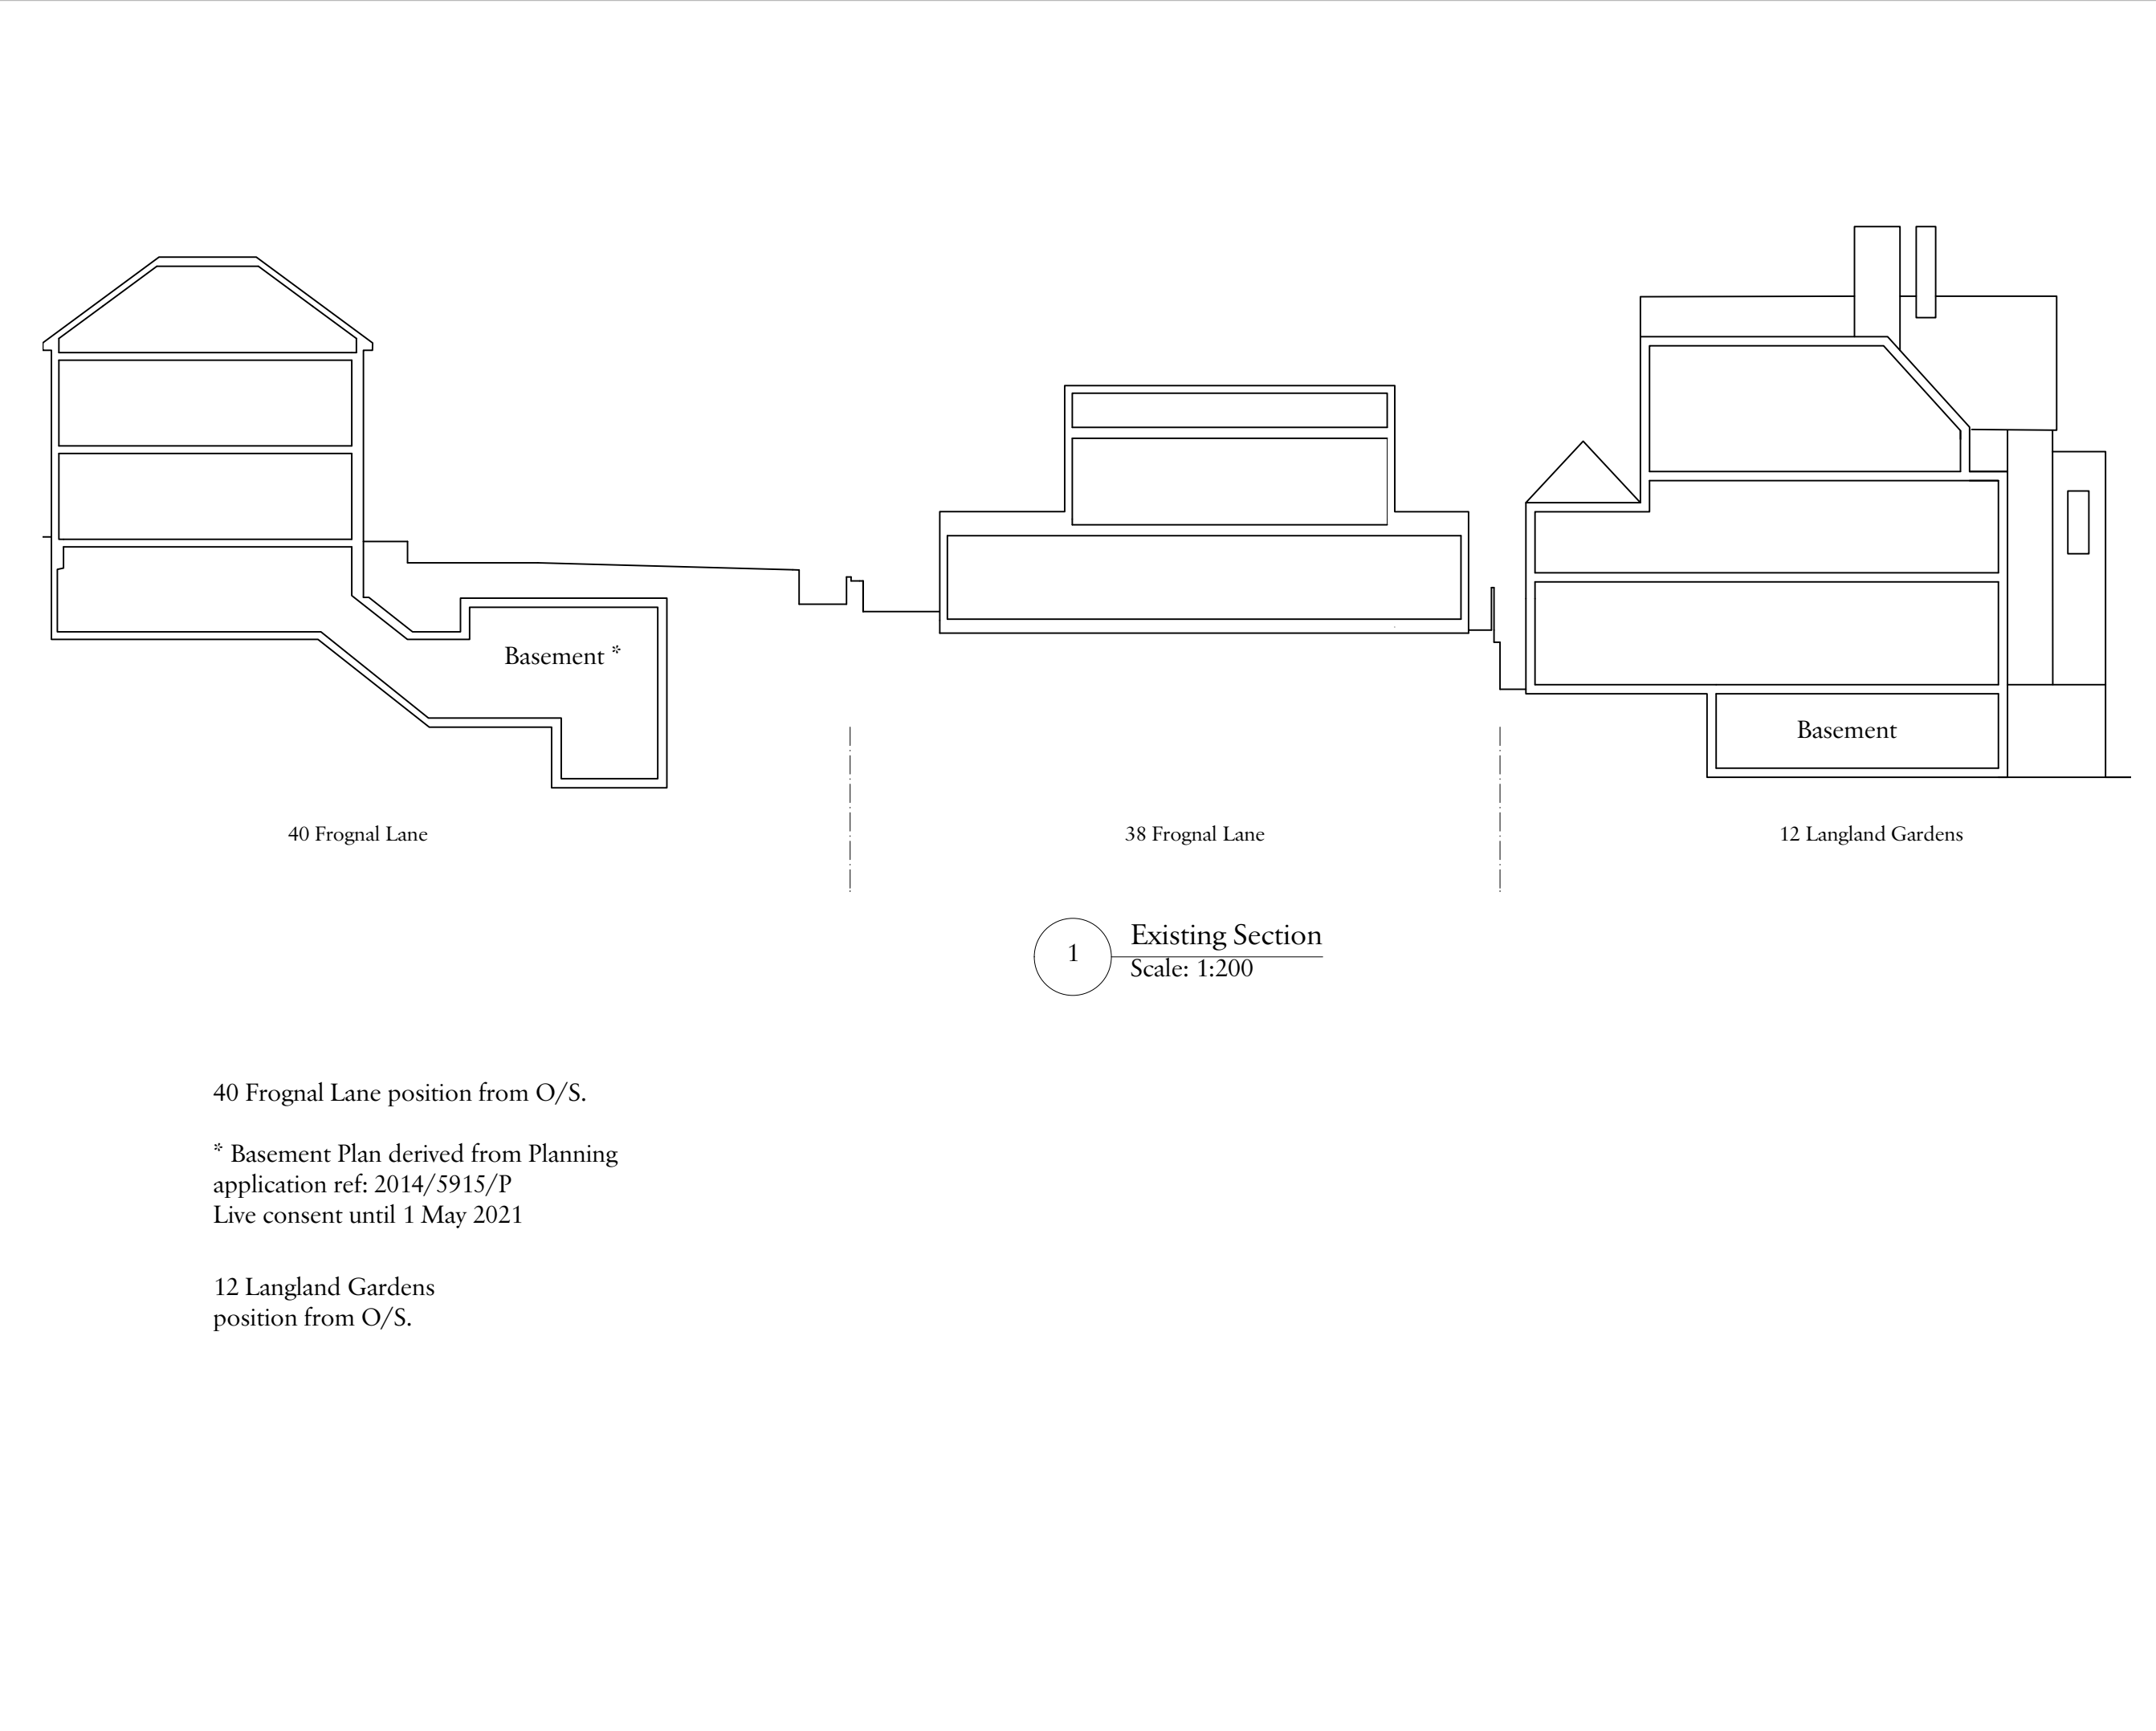 Basement *
Basement
40 Frognal Lane
38 Frognal Lane
12 Langland Gardens
1
Existing Section
Scale: 1:200
40 Frognal Lane position from O/S.
* Basement Plan derived from Planning
application ref: 2014/5915/P
Live consent until 1 May 2021
12 Langland Gardens
position from O/S.